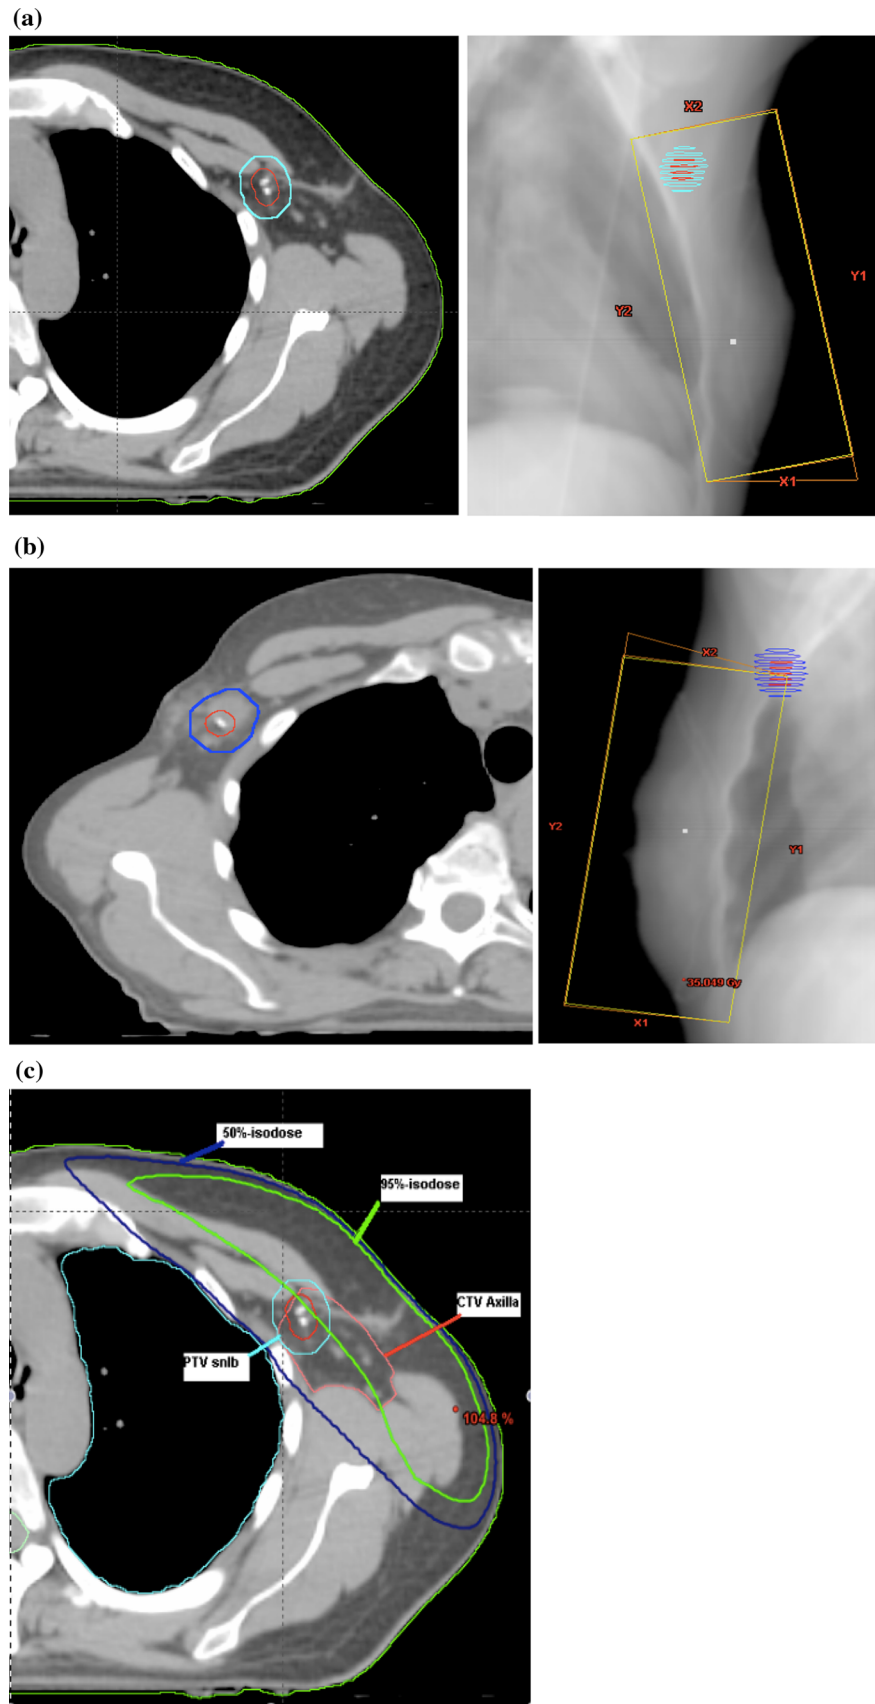 (a)
X2
Y1
Y2
X1
(b)
X2
Y2
Y1
35.049 Gy
X1
(c)
50%-isodose
95%-isodose
CTV Axilla
PTV snlb
104.8 %